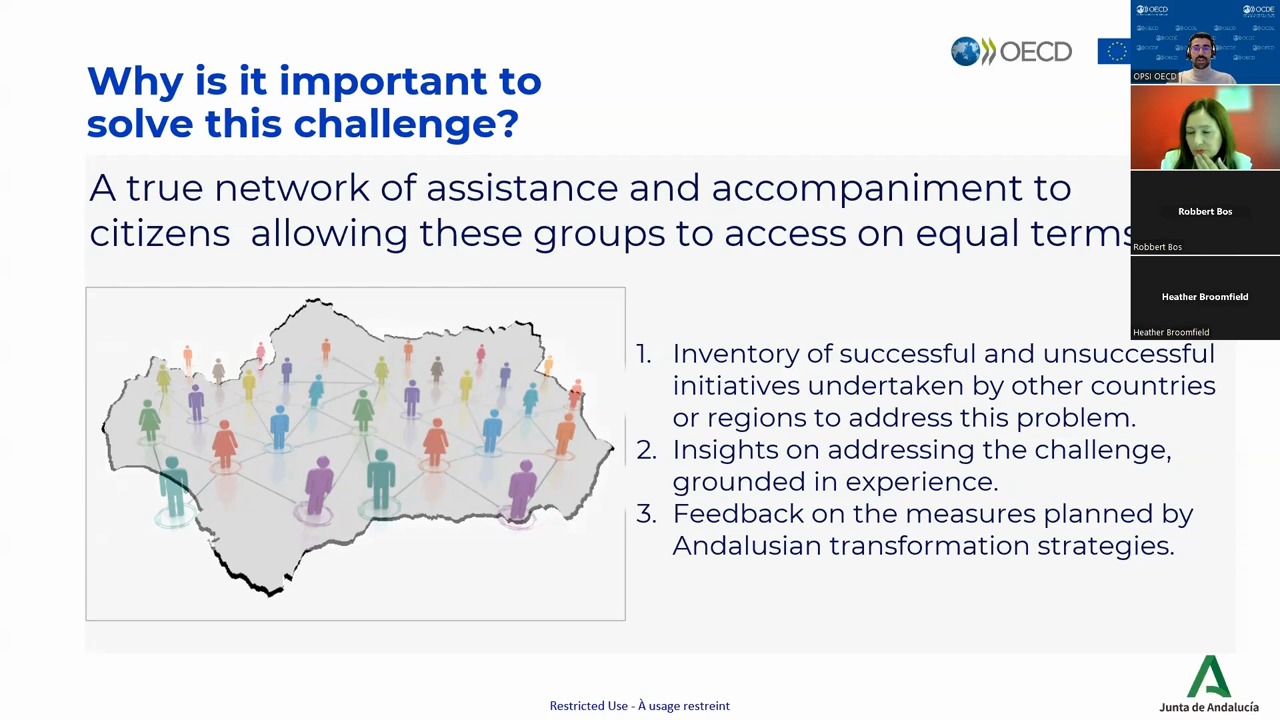 Why is it important to
solve this challenge?
OECD
A true network of assistance and accompaniment to
citizens  allowing these groups to access on equal terms
1. Inventory of successful and unsuccessful
initiatives undertaken by other countries
or regions to address this problem.
2. Insights on addressing the challenge,
grounded in experience.
3. Feedback on the measures planned by
Andalusian transformation strategies.
Restricted Use - À usage restreint
Junta de Andalucía
OECD
OCDE
OPSI OECD
Robbert Bos
Robbert Bos
Heather Broomfield
Heather Broomfield